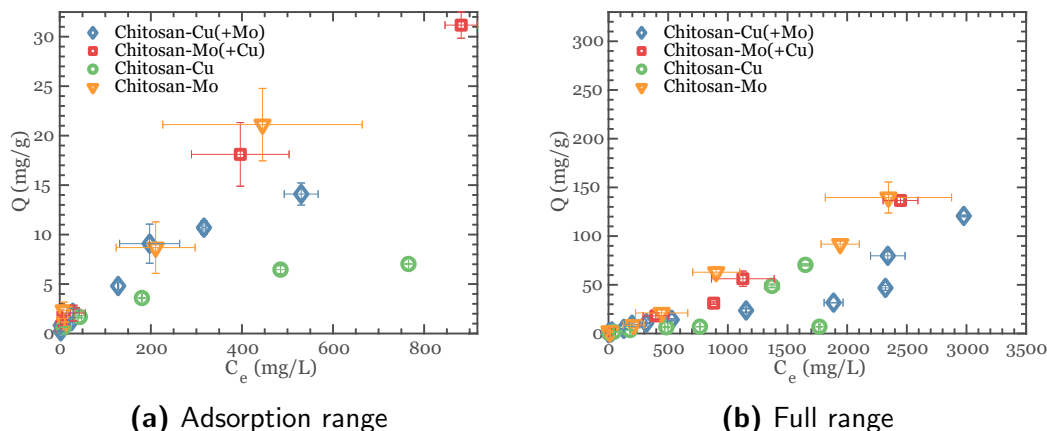 Q (mg/g)
30
25
20
15
10
5
0
0 200 400 600 800
C_e (mg/L)
Chitosan-Cu(+Mo)
Chitosan-Mo(+Cu)
Chitosan-Cu
Chitosan-Mo
(a) Adsorption range
Q (mg/g)
300
250
200
150
100
50
0
0 500 1000 1500 2000 2500 3000 3500
C_e (mg/L)
Chitosan-Cu(+Mo)
Chitosan-Mo(+Cu)
Chitosan-Cu
Chitosan-Mo
(b) Full range